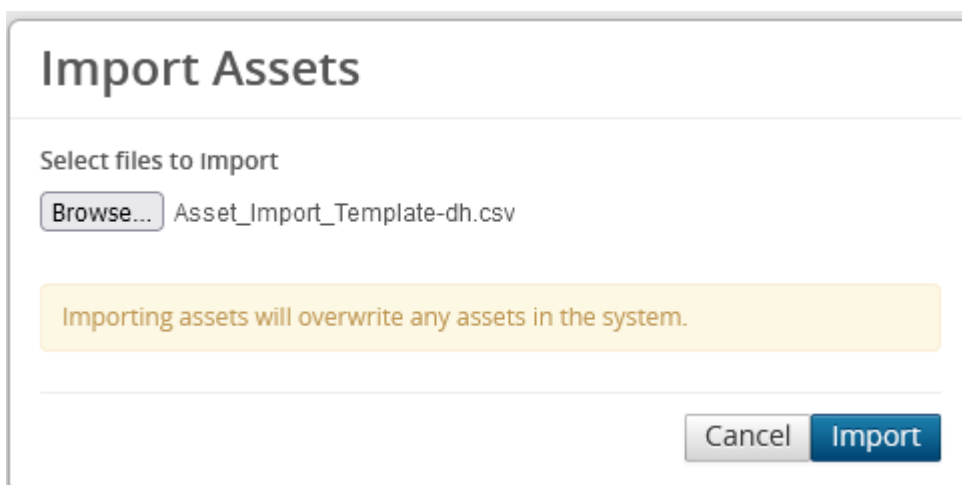 Import Assets
Select files to Import
Browse... Asset_Import_Template-dh.csv
Importing assets will overwrite any assets in the system.
Cancel Import